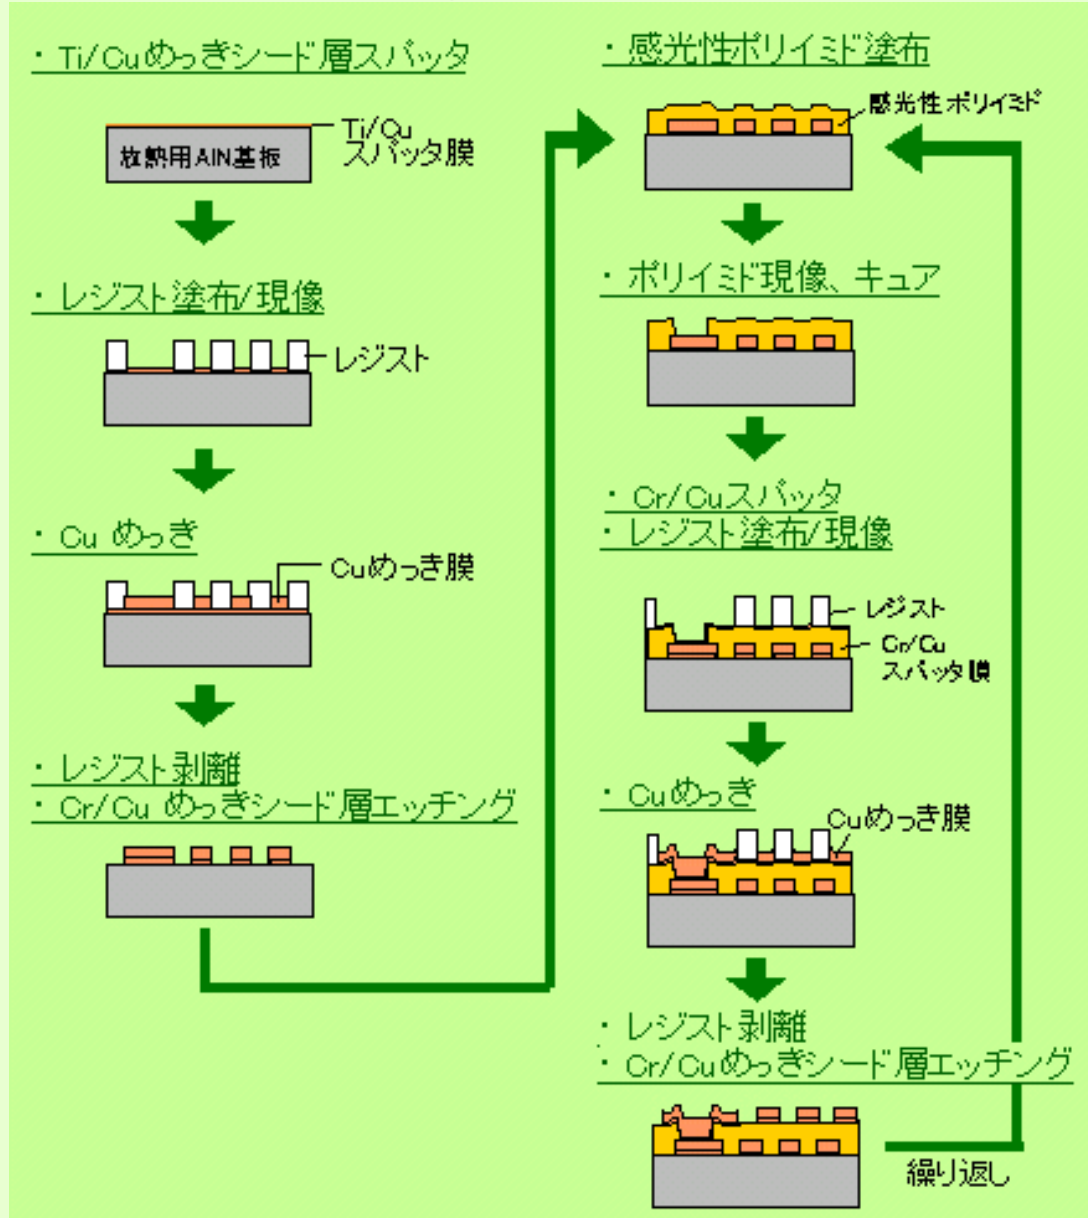 ・Ti/Cuめっきシード層スパッタ
Ti/Cu
スパッタ膜
放熱用AlN基板
・レジスト塗布/現像
レジスト
・Cu めっき
Cuめっき膜
・レジスト剥離
・Cr/Cu めっきシード層エッチング
・感光性ポリイミド塗布
感光性ポリイミド
・ポリイミド現像、キュア
・Cr/Cuスパッタ
・レジスト塗布/現像
レジスト
Cr/Cu
スパッタ膜
・Cuめっき
Cuめっき膜
・レジスト剥離
・Cr/Cuめっきシード層エッチング
繰り返し